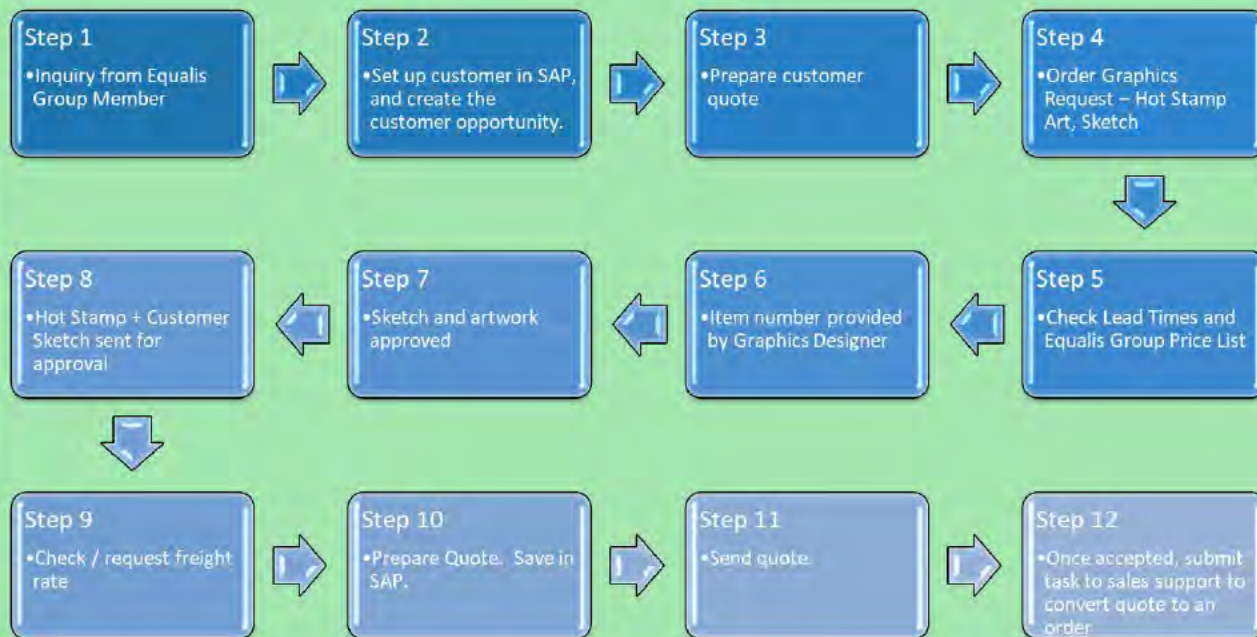 Step 1
•Inquiry from Equalis
Group Member
Step 2
•Set up customer in SAP,
and create the
customer opportunity.
Step 3
•Prepare customer
quote
Step 4
•Order Graphics
Request – Hot Stamp
Art, Sketch
Step 5
•Check Lead Times and
Equalis Group Price List
Step 6
•Item number provided
by Graphics Designer
Step 7
•Sketch and artwork
approved
Step 8
•Hot Stamp + Customer
Sketch sent for
approval
Step 9
•Check / request freight
rate
Step 10
•Prepare Quote.  Save in
SAP.
Step 11
•Send quote.
Step 12
•Once accepted, submit
task to sales support to
convert quote to an
order